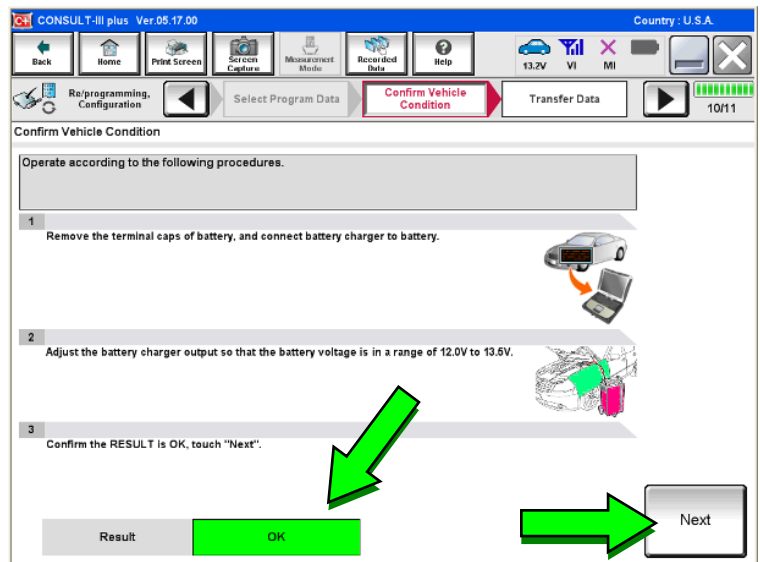 CONSULT-III plus Ver.05.17.00
Country : U.S.A.
Back
Home
Print Screen
Screen
Capture
Measurement
Mode
Recorded
Data
Help
13.2V
VI
MI
Re/programming,
Configuration
Select Program Data
Confirm Vehicle
Condition
Transfer Data
10/11
Confirm Vehicle Condition
Operate according to the following procedures.
1
Remove the terminal caps of battery, and connect battery charger to battery.
2
Adjust the battery charger output so that the battery voltage is in a range of 12.0V to 13.5V.
3
Confirm the RESULT is OK, touch "Next".
Result
OK
Next